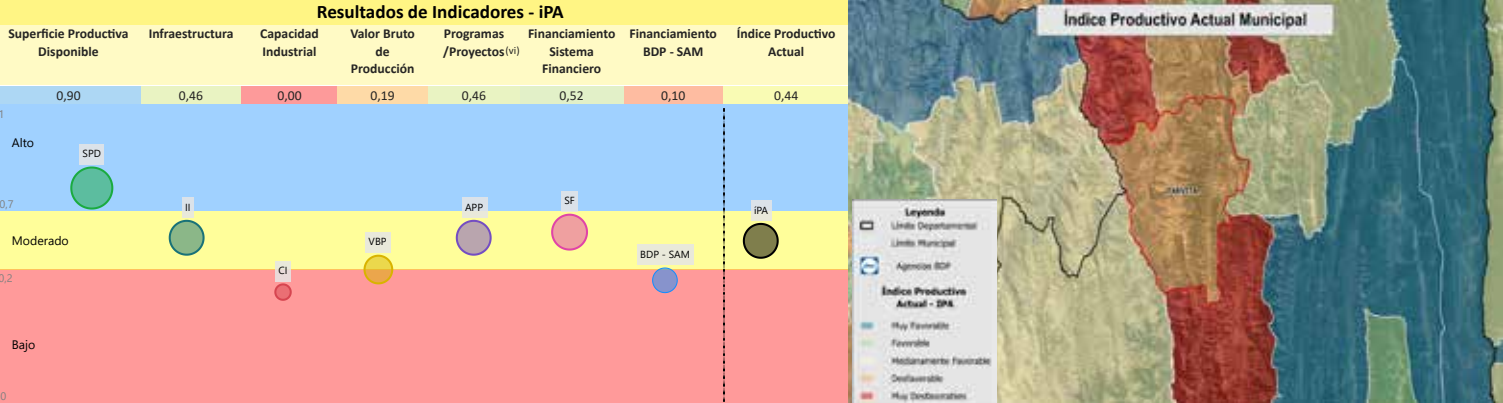 Resultados de Indicadores - iPA
Superficie Productiva
Disponible
Infraestructura
Capacidad
Industrial
Valor Bruto
de
Producción
Programas
/Proyectos(vi)
Financiamiento
Sistema
Financiero
Financiamiento
BDP - SAM
Índice Productivo
Actual
0,90
0,46
0,00
0,19
0,46
0,52
0,10
0,44
1
Alto
SPD
0,7
II
APP
SF
iPA
Moderado
VBP
BDP - SAM
0,2
CI
Bajo
0
Índice Productivo Actual Municipal
Leyenda
Límite Departamental
Límite Municipal
Agencias BDP
Índice Productivo
Actual - IPA
Muy Favorable
Favorable
Medianamente Favorable
Desfavorable
Muy Desfavorables